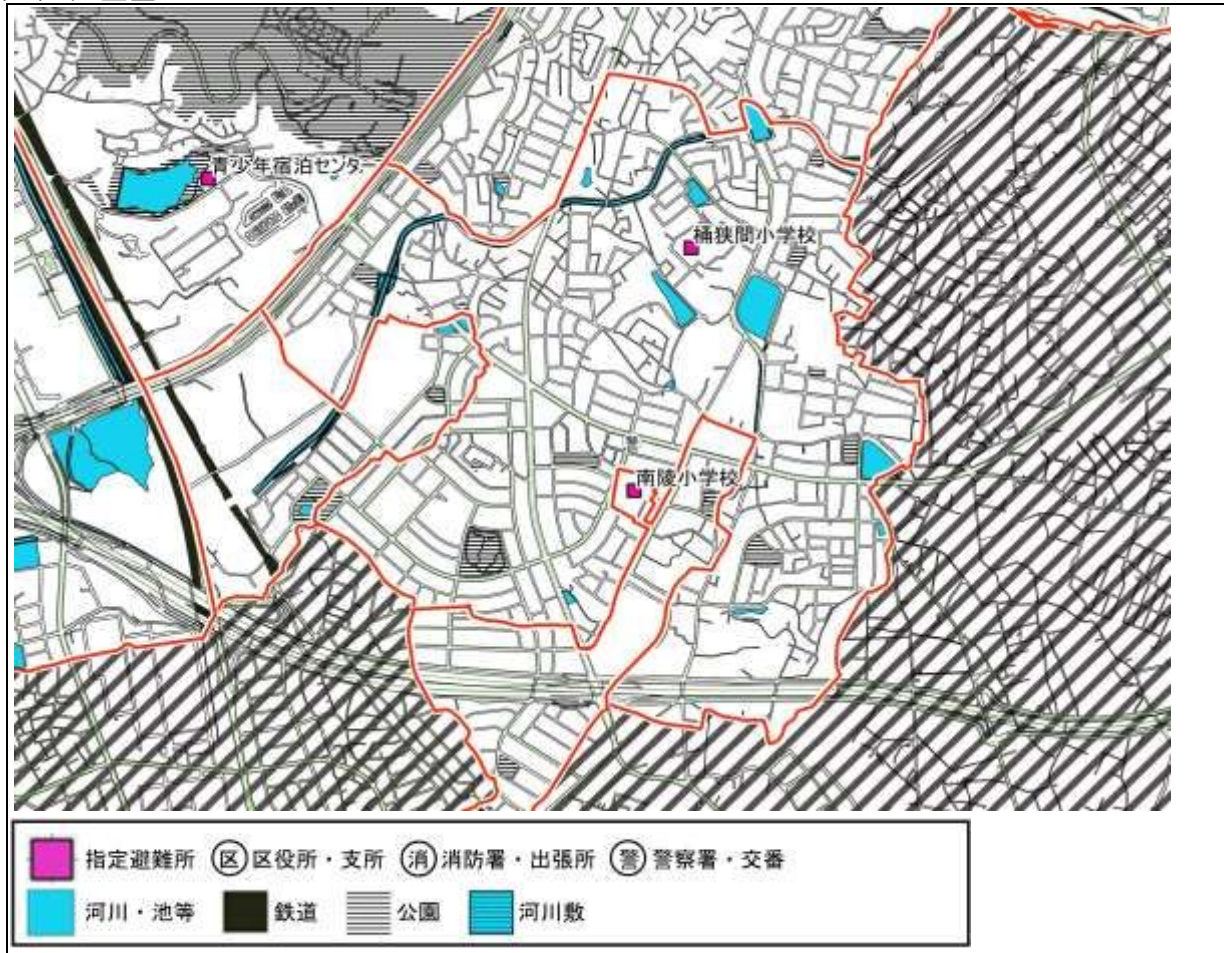 青少年宿泊センター
桶狭間小学校
南陵小学校
指定避難所 区 区役所・支所 消 消防署・出張所 警 警察署・交番
河川・池等 鉄道 公園 河川敷